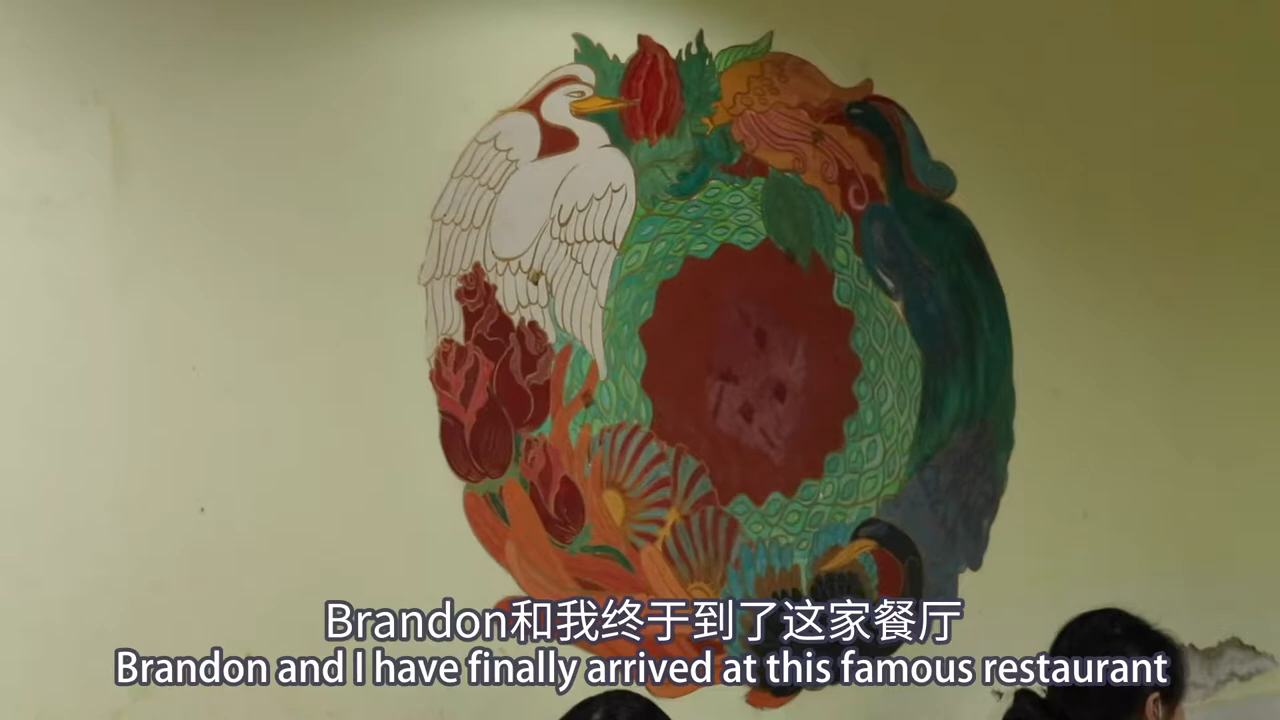 Brandon和我终于到了这家餐厅
Brandon and I have finally arrived at this famous restaurant